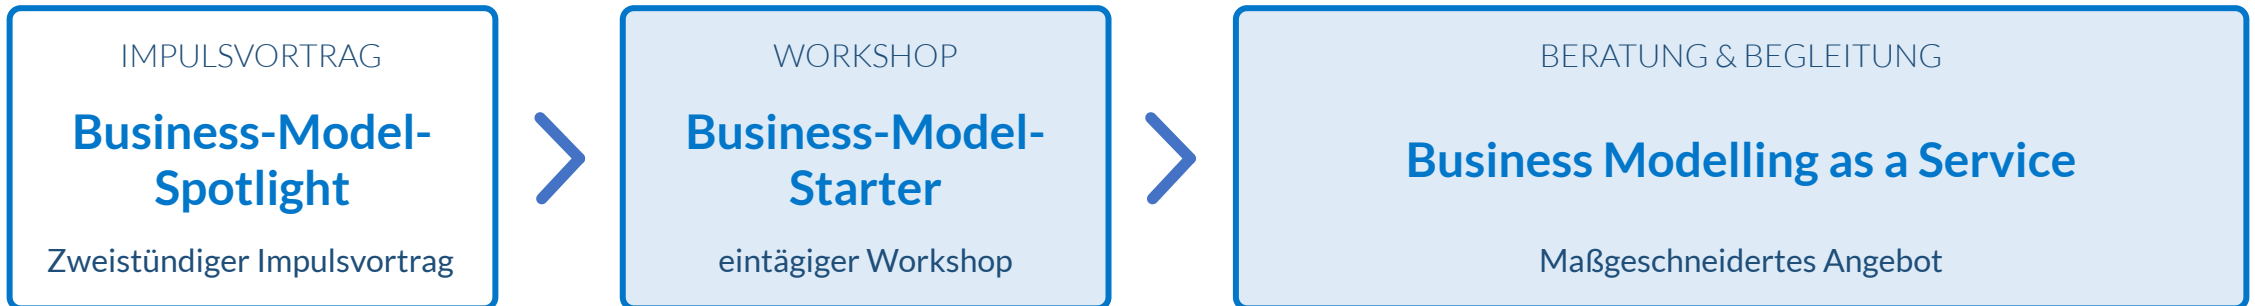 IMPULSVORTRAG
Business-Model-
Spotlight
Zweistündiger Impulsvortrag
WORKSHOP
Business-Model-
Starter
eintägiger Workshop
BERATUNG & BEGLEITUNG
Business Modelling as a Service
Maßgeschneidertes Angebot